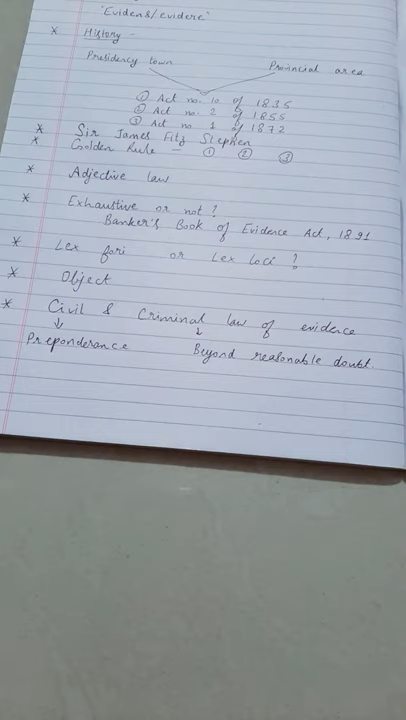 "Evidens/evidere"
* History -
Presidency town Provincial area
① Act no. 10 of 1835
② Act no. 2 of 1855
③ Act no 1 of 1872
* Sir James Fitz Stephen
* Golden Rule - ① ② ③
* Adjective law
* Exhaustive or not?
Banker's Book of Evidence Act, 1891
* Lex fori or Lex loci?
* Object
* Civil & Criminal law of evidence
↓ ↓
Preponderance Beyond reasonable doubt.